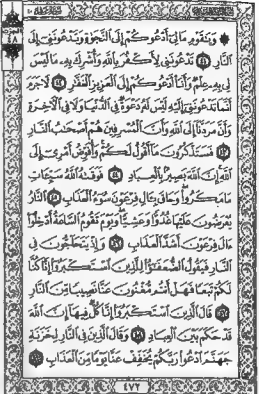 ۞ وَيَٰقَوْمِ مَا لِىٓ أَدْعُوكُمْ إِلَى ٱلنَّجَوٰةِ وَتَدْعُونَنِىٓ إِلَى
ٱلنَّارِ ٤١ تَدْعُونَنِى لِأَكْفُرَ بِٱللَّهِ وَأُشْرِكَ بِهِۦ مَا لَيْسَ
لِى بِهِۦ عِلْمٌ وَأَنَا۠ أَدْعُوكُمْ إِلَى ٱلْعَزِيزِ ٱلْغَفَّٰرِ ٤٢ لَا جَرَمَ
أَنَّمَا تَدْعُونَنِىٓ إِلَيْهِ لَيْسَ لَهُۥ دَعْوَةٌ فِى ٱلدُّنْيَا وَلَا فِى ٱلْءَاخِرَةِ
وَأَنَّ مَرَدَّنَآ إِلَى ٱللَّهِ وَأَنَّ ٱلْمُسْرِفِينَ هُمْ أَصْحَٰبُ ٱلنَّارِ
٤٣ فَسَتَذْكُرُونَ مَآ أَقُولُ لَكُمْ وَأُفَوِّضُ أَمْرِىٓ إِلَى
ٱللَّهِ إِنَّ ٱللَّهَ بَصِيرٌۢ بِٱلْعِبَادِ ٤٤ فَوَقَىٰهُ ٱللَّهُ سَيِّـَٔاتِ
مَا مَكَرُوا۟ وَحَاقَ بِـَٔالِ فِرْعَوْنَ سُوٓءُ ٱلْعَذَابِ ٤٥ ٱلنَّارُ
يُعْرَضُونَ عَلَيْهَا غُدُوًّا وَعَشِيًّا وَيَوْمَ تَقُومُ ٱلسَّاعَةُ أَدْخِلُوٓا۟
ءَالَ فِرْعَوْنَ أَشَدَّ ٱلْعَذَابِ ٤٦ وَإِذْ يَتَحَآجُّونَ فِى
ٱلنَّارِ فَيَقُولُ ٱلضُّعَفَٰٓؤُا۟ لِلَّذِينَ ٱسْتَكْبَرُوٓا۟ إِنَّا كُنَّا
لَكُمْ تَبَعًا فَهَلْ أَنتُم مُّغْنُونَ عَنَّا نَصِيبًا مِّنَ ٱلنَّارِ
٤٧ قَالَ ٱلَّذِينَ ٱسْتَكْبَرُوٓا۟ إِنَّا كُلٌّ فِيهَآ إِنَّ ٱللَّهَ
قَدْ حَكَمَ بَيْنَ ٱلْعِبَادِ ٤٨ وَقَالَ ٱلَّذِينَ فِى ٱلنَّارِ لِخَزَنَةِ
جَهَنَّمَ ٱدْعُوا۟ رَبَّكُمْ يُخَفِّفْ عَنَّا يَوْمًا مِّنَ ٱلْعَذَابِ ٤٩
٤٧٢